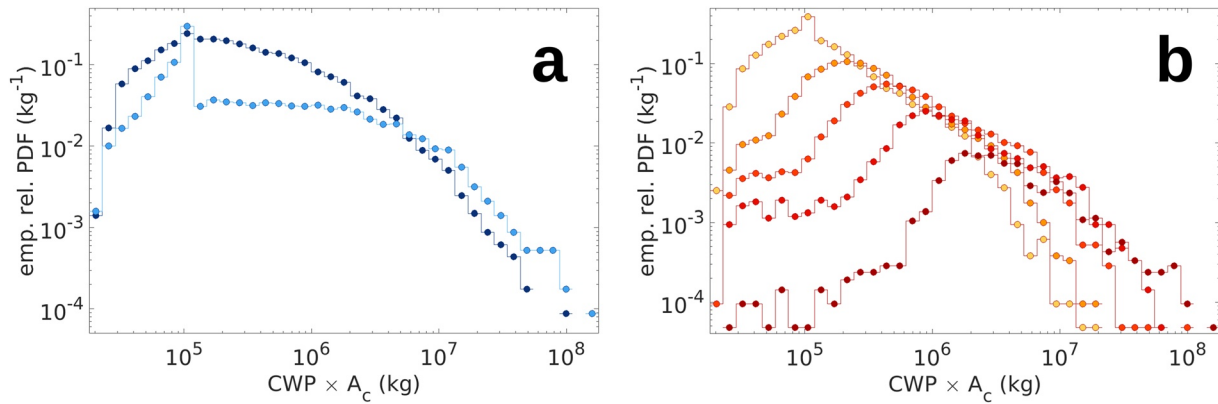 a
emp. rel. PDF (kg⁻¹)
10⁻¹
10⁻²
10⁻³
10⁻⁴
10⁵ 10⁶ 10⁷ 10⁸
CWP × A_c (kg)
b
emp. rel. PDF (kg⁻¹)
10⁻¹
10⁻²
10⁻³
10⁻⁴
10⁵ 10⁶ 10⁷ 10⁸
CWP × A_c (kg)